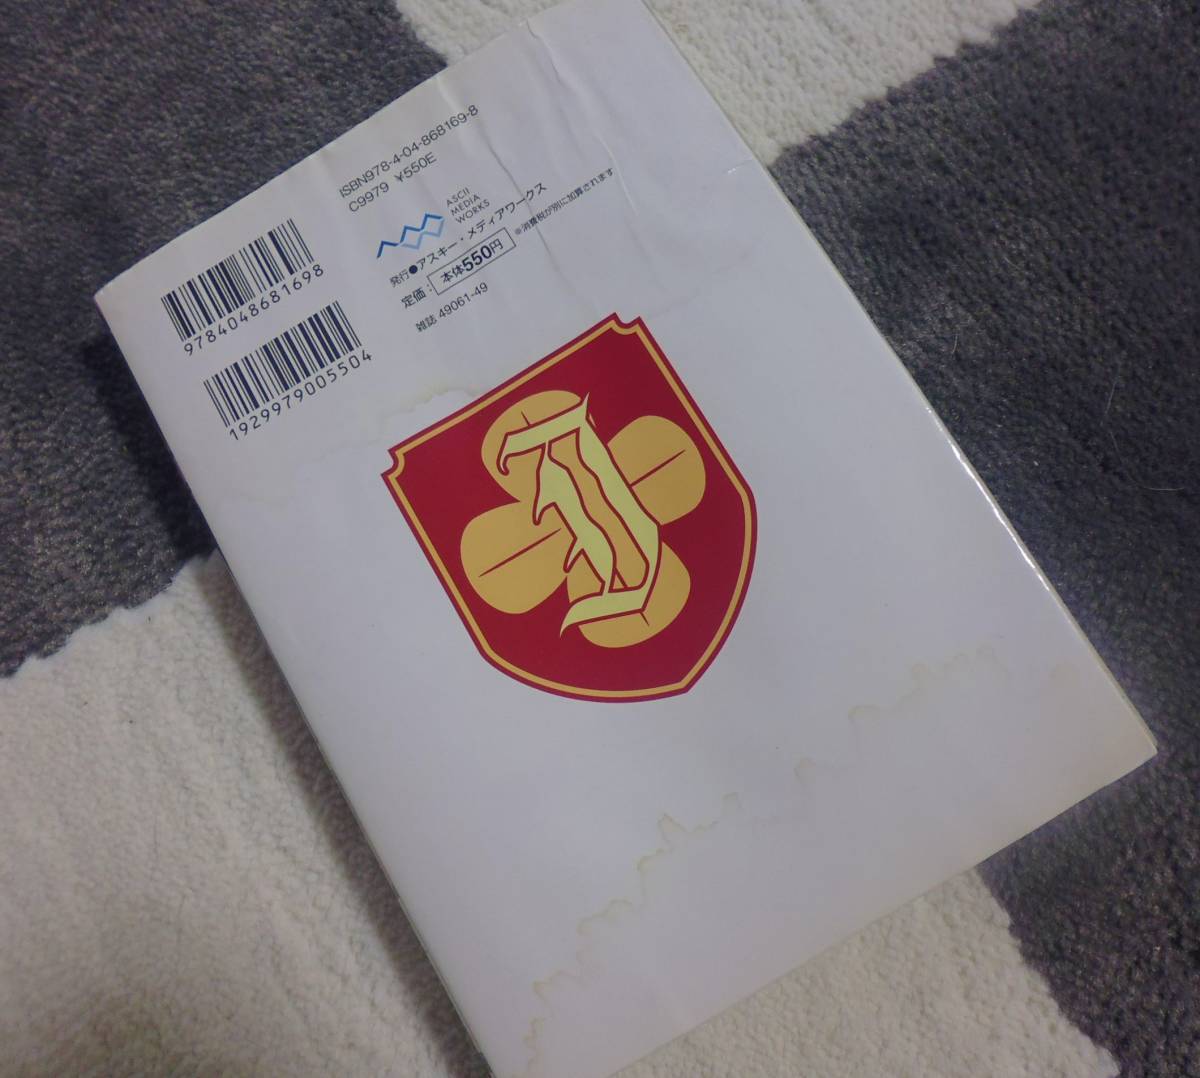 ISBN978-4-04-868169-8
C9979 ¥550E
9784048681698
1929979005504
ASCII
MEDIA
WORKS
発行●アスキー・メディアワークス
定価：本体550円 ※消費税が別に加算されます
雑誌 49061-49